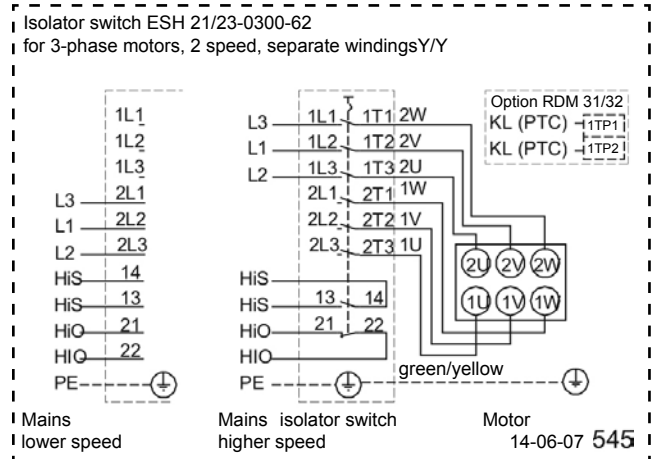 Isolator switch ESH 21/23-0300-62
for 3-phase motors, 2 speed, separate windingsY/Y
Option RDM 31/32
KL (PTC) 1TP1
KL (PTC) 1TP2
1L1
1L2
1L3
L3 2L1
L1 2L2
L2 2L3
HiS 14
HiS 13
HiO 21
HIO 22
PE
L3 1L1 1T1 2W
L1 1L2 1T2 2V
L2 1L3 1T3 2U
2L1 2T1 1W
2L2 2T2 1V
2L3 2T3 1U
HiS
HiS 13 14
HiO 21 22
HIO
PE
2U 2V 2W
1U 1V 1W
green/yellow
Mains
lower speed
Mains isolator switch
higher speed
Motor
14-06-07 545